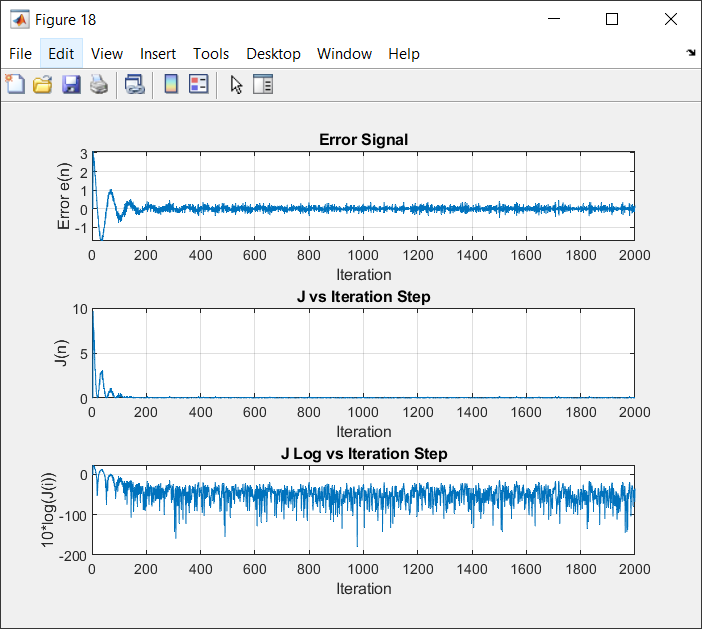 Figure 18
File Edit View Insert Tools Desktop Window Help
Error Signal
Error e(n)
3
2
1
0
-1
0 200 400 600 800 1000 1200 1400 1600 1800 2000
Iteration
J vs Iteration Step
J(n)
10
5
0
0 200 400 600 800 1000 1200 1400 1600 1800 2000
Iteration
J Log vs Iteration Step
10*log(J(i))
0
-100
-200
0 200 400 600 800 1000 1200 1400 1600 1800 2000
Iteration